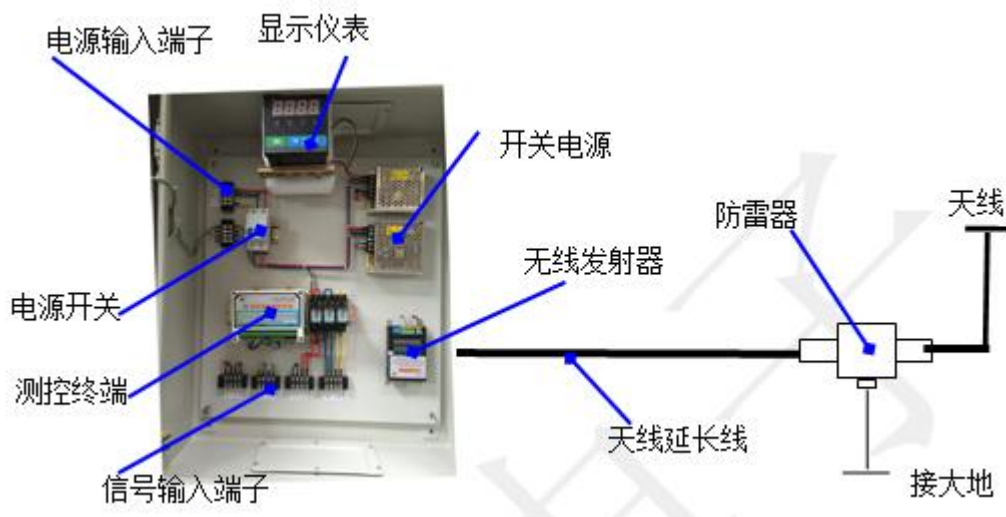 电源输入端子
显示仪表
开关电源
天线
防雷器
无线发射器
电源开关
测控终端
天线延长线
信号输入端子
接大地